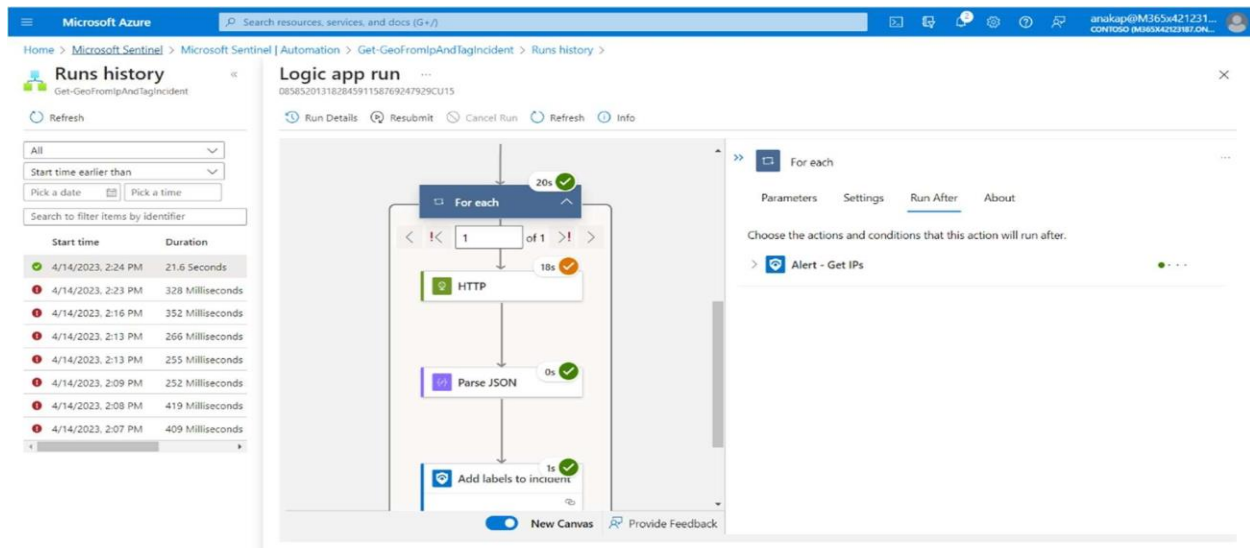 Microsoft Azure
Search resources, services, and docs (G+/)
anakap@M365x421231...
CONTOSO (M365X42123187.ON...
Home > Microsoft Sentinel > Microsoft Sentinel | Automation > Get-GeoFromIpAndTagIncident > Runs history >
Runs history
Get-GeoFromIpAndTagIncident
Refresh
All
Start time earlier than
Pick a date Pick a time
Search to filter items by identifier
Start time Duration
4/14/2023, 2:24 PM 21.6 Seconds
4/14/2023, 2:23 PM 328 Milliseconds
4/14/2023, 2:16 PM 352 Milliseconds
4/14/2023, 2:13 PM 266 Milliseconds
4/14/2023, 2:13 PM 255 Milliseconds
4/14/2023, 2:09 PM 252 Milliseconds
4/14/2023, 2:08 PM 419 Milliseconds
4/14/2023, 2:07 PM 409 Milliseconds
Logic app run ...
Run Details Resubmit Cancel Run Refresh Info
20s
For each
1 of 1
18s
HTTP
0s
Parse JSON
1s
Add labels to incident
New Canvas Provide Feedback
For each
Parameters Settings Run After About
Choose the actions and conditions that this action will run after.
Alert - Get IPs